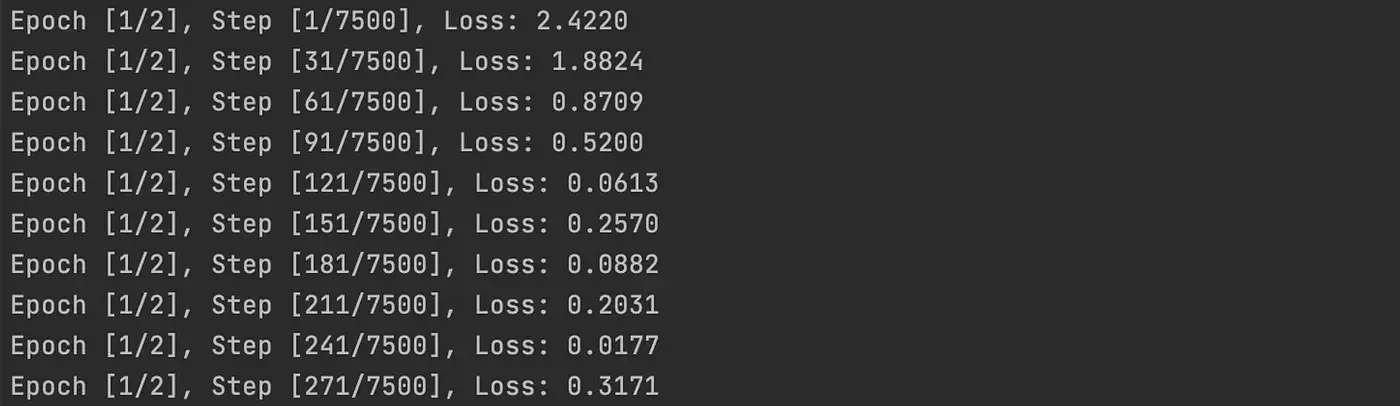 Epoch [1/2], Step [1/7500], Loss: 2.4220
Epoch [1/2], Step [31/7500], Loss: 1.8824
Epoch [1/2], Step [61/7500], Loss: 0.8709
Epoch [1/2], Step [91/7500], Loss: 0.5200
Epoch [1/2], Step [121/7500], Loss: 0.0613
Epoch [1/2], Step [151/7500], Loss: 0.2570
Epoch [1/2], Step [181/7500], Loss: 0.0882
Epoch [1/2], Step [211/7500], Loss: 0.2031
Epoch [1/2], Step [241/7500], Loss: 0.0177
Epoch [1/2], Step [271/7500], Loss: 0.3171